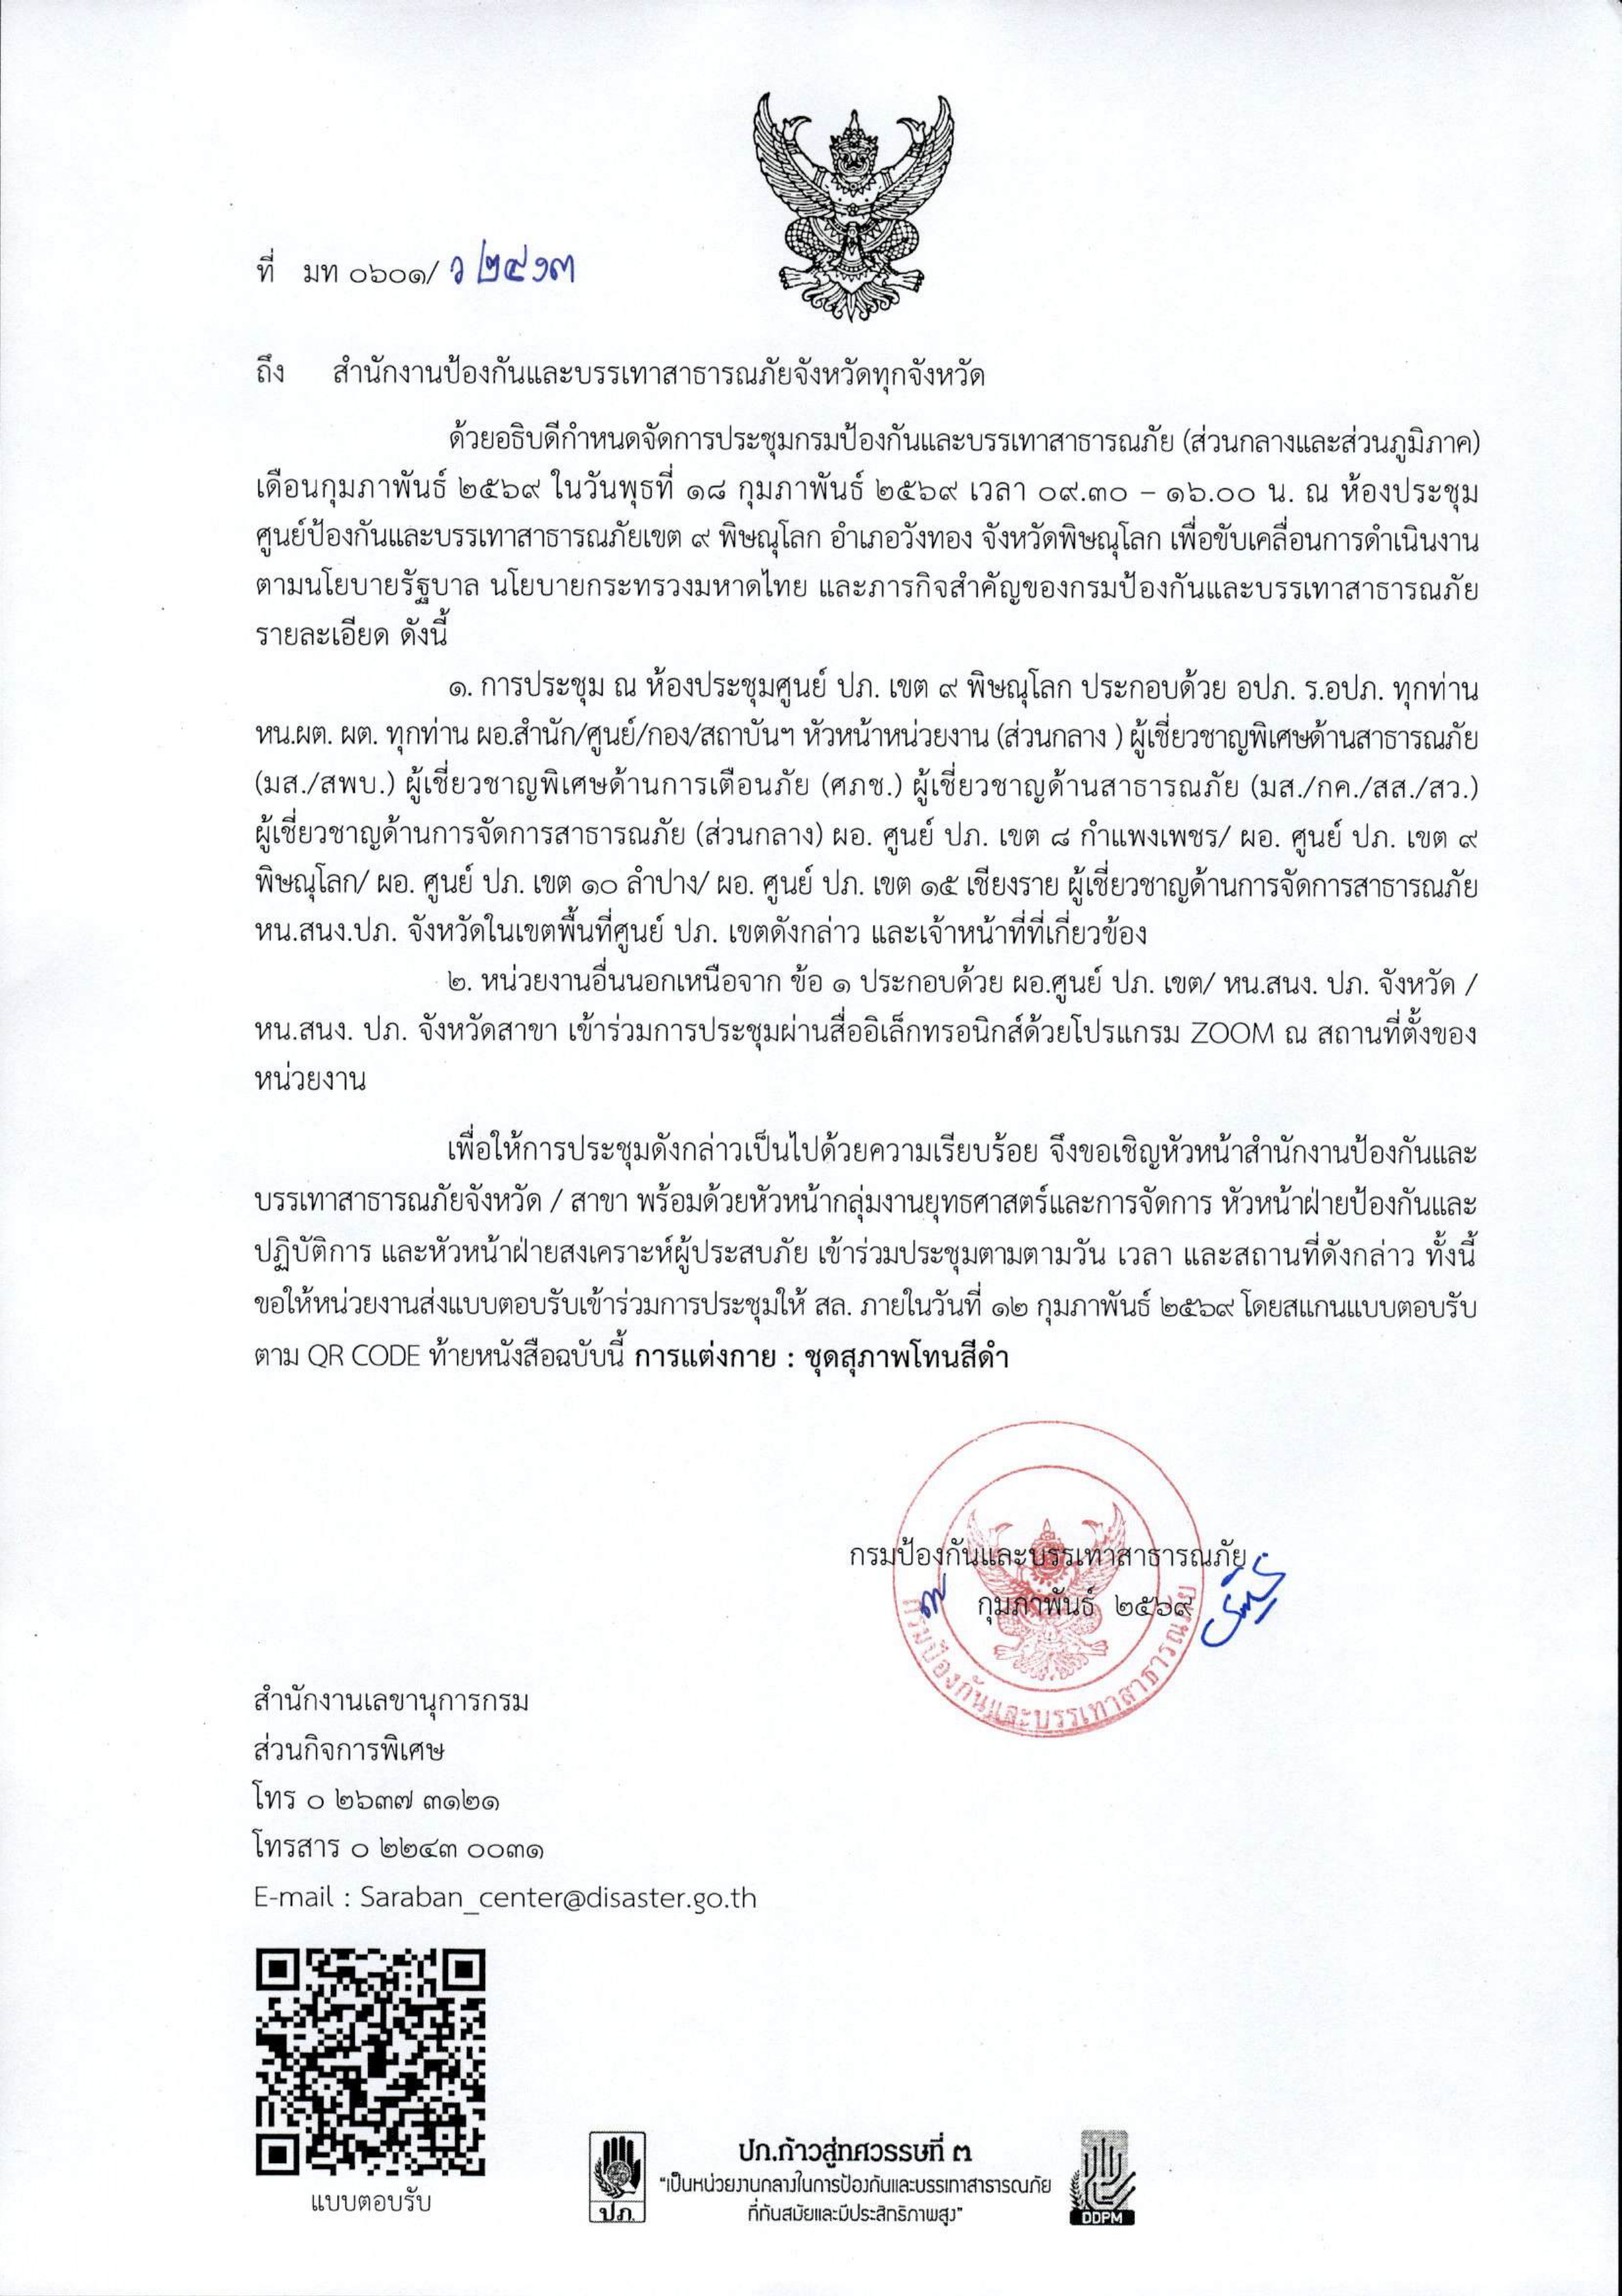 ที่ มท ๐๖๐๑/ ว ๒๔๑๓
ถึง สำนักงานป้องกันและบรรเทาสาธารณภัยจังหวัดทุกจังหวัด
ด้วยอธิบดีกำหนดจัดการประชุมกรมป้องกันและบรรเทาสาธารณภัย (ส่วนกลางและส่วนภูมิภาค)
เดือนกุมภาพันธ์ ๒๕๖๙ ในวันพุธที่ ๑๘ กุมภาพันธ์ ๒๕๖๙ เวลา ๐๙.๓๐ – ๑๖.๐๐ น. ณ ห้องประชุม
ศูนย์ป้องกันและบรรเทาสาธารณภัยเขต ๙ พิษณุโลก อำเภอวังทอง จังหวัดพิษณุโลก เพื่อขับเคลื่อนการดำเนินงาน
ตามนโยบายรัฐบาล นโยบายกระทรวงมหาดไทย และภารกิจสำคัญของกรมป้องกันและบรรเทาสาธารณภัย
รายละเอียด ดังนี้
๑. การประชุม ณ ห้องประชุมศูนย์ ปภ. เขต ๙ พิษณุโลก ประกอบด้วย อปภ. ร.อปภ. ทุกท่าน
หน.ผต. ผต. ทุกท่าน ผอ.สำนัก/ศูนย์/กอง/สถาบันฯ หัวหน้าหน่วยงาน (ส่วนกลาง ) ผู้เชี่ยวชาญพิเศษด้านสาธารณภัย
(มส./สพบ.) ผู้เชี่ยวชาญพิเศษด้านการเตือนภัย (ศภช.) ผู้เชี่ยวชาญด้านสาธารณภัย (มส./กค./สส./สว.)
ผู้เชี่ยวชาญด้านการจัดการสาธารณภัย (ส่วนกลาง) ผอ. ศูนย์ ปภ. เขต ๘ กำแพงเพชร/ ผอ. ศูนย์ ปภ. เขต ๙
พิษณุโลก/ ผอ. ศูนย์ ปภ. เขต ๑๐ ลำปาง/ ผอ. ศูนย์ ปภ. เขต ๑๕ เชียงราย ผู้เชี่ยวชาญด้านการจัดการสาธารณภัย
หน.สนง.ปภ. จังหวัดในเขตพื้นที่ศูนย์ ปภ. เขตดังกล่าว และเจ้าหน้าที่ที่เกี่ยวข้อง
๒. หน่วยงานอื่นนอกเหนือจาก ข้อ ๑ ประกอบด้วย ผอ.ศูนย์ ปภ. เขต/ หน.สนง. ปภ. จังหวัด /
หน.สนง. ปภ. จังหวัดสาขา เข้าร่วมการประชุมผ่านสื่ออิเล็กทรอนิกส์ด้วยโปรแกรม ZOOM ณ สถานที่ตั้งของ
หน่วยงาน
เพื่อให้การประชุมดังกล่าวเป็นไปด้วยความเรียบร้อย จึงขอเชิญหัวหน้าสำนักงานป้องกันและ
บรรเทาสาธารณภัยจังหวัด / สาขา พร้อมด้วยหัวหน้ากลุ่มงานยุทธศาสตร์และการจัดการ หัวหน้าฝ่ายป้องกันและ
ปฏิบัติการ และหัวหน้าฝ่ายสงเคราะห์ผู้ประสบภัย เข้าร่วมประชุมตามตามวัน เวลา และสถานที่ดังกล่าว ทั้งนี้
ขอให้หน่วยงานส่งแบบตอบรับเข้าร่วมการประชุมให้ สล. ภายในวันที่ ๑๒ กุมภาพันธ์ ๒๕๖๙ โดยสแกนแบบตอบรับ
ตาม QR CODE ท้ายหนังสือฉบับนี้ การแต่งกาย : ชุดสุภาพโทนสีดำ
กรมป้องกันและบรรเทาสาธารณภัย
กุมภาพันธ์ ๒๕๖๙
กรมป้องกันและบรรเทาสาธารณภัย
สำนักงานเลขานุการกรม
ส่วนกิจการพิเศษ
โทร ๐ ๒๖๓๗ ๓๑๒๑
โทรสาร ๐ ๒๒๔๓ ๐๐๓๑
E-mail : Saraban_center@disaster.go.th
แบบตอบรับ
ปภ.
ปภ.ก้าวสู่ทศวรรษที่ ๓
"เป็นหน่วยงานกลางในการป้องกันและบรรเทาสาธารณภัย
ที่ทันสมัยและมีประสิทธิภาพสูง"
DDPM